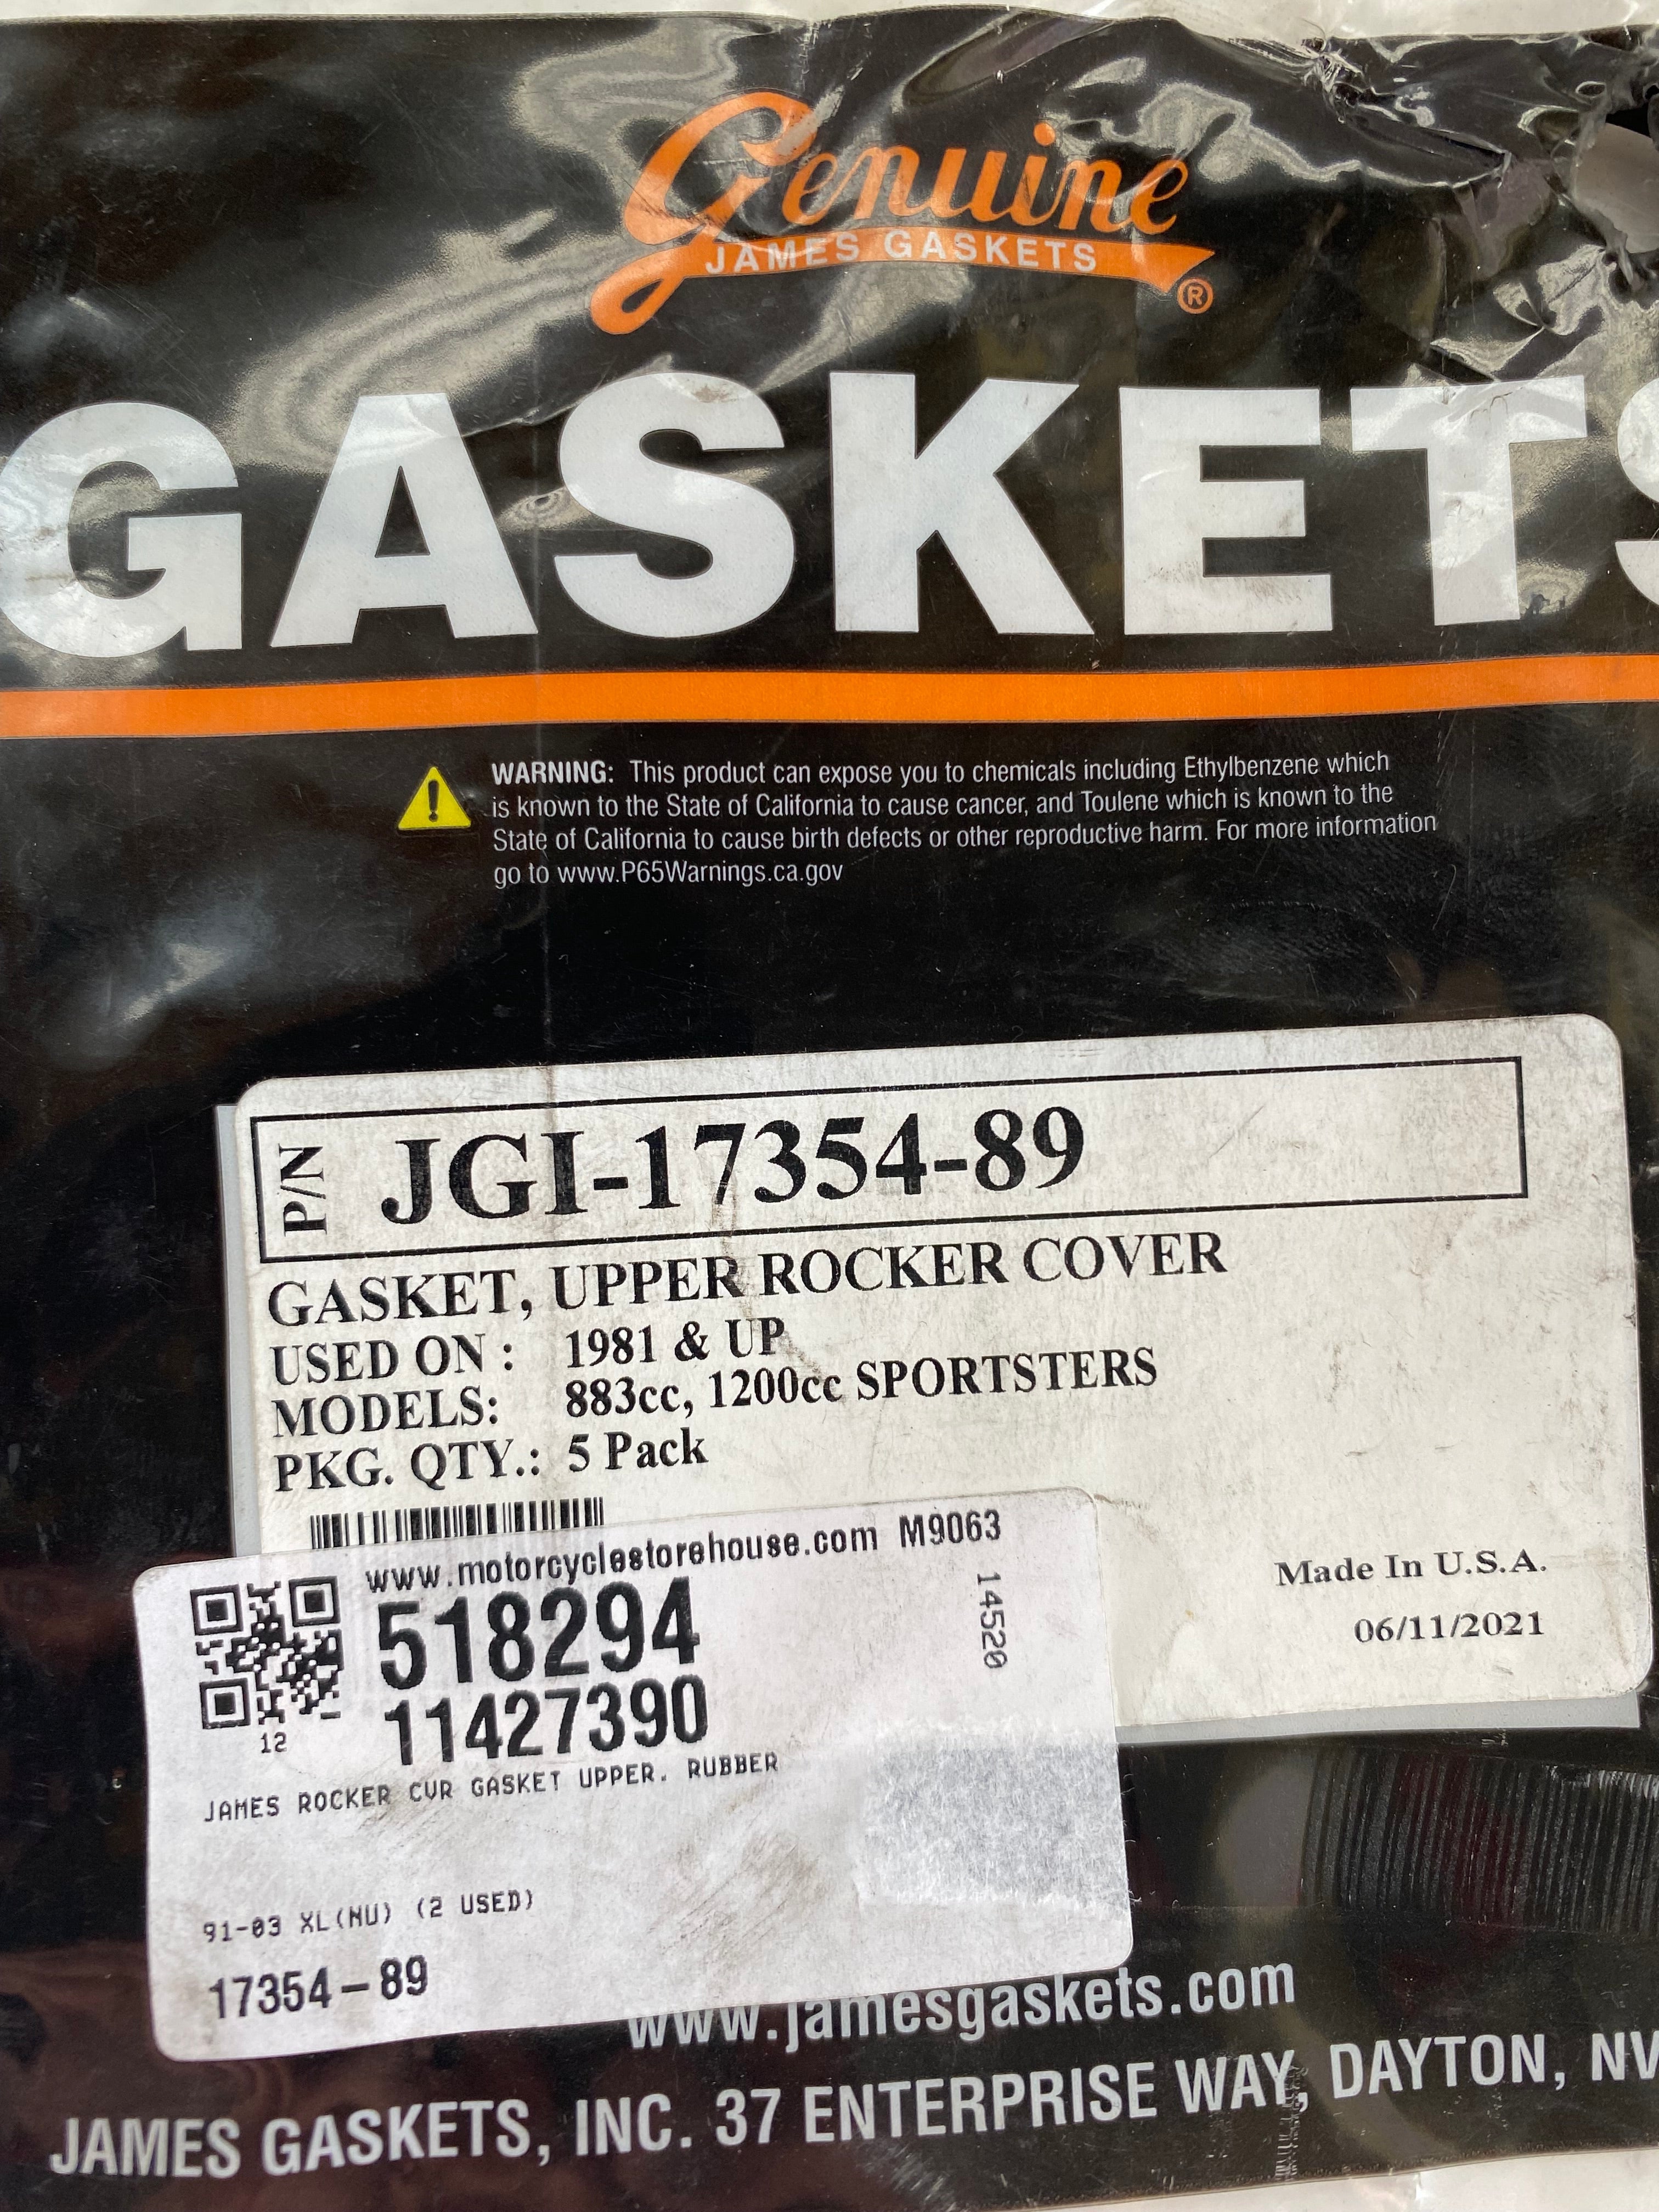 Genuine
JAMES GASKETS
®
GASKETS
WARNING: This product can expose you to chemicals including Ethylbenzene which
is known to the State of California to cause cancer, and Toulene which is known to the
State of California to cause birth defects or other reproductive harm. For more information
go to www.P65Warnings.ca.gov
P/N JGI-17354-89
GASKET, UPPER ROCKER COVER
USED ON : 1981 & UP
MODELS: 883cc, 1200cc SPORTSTERS
PKG. QTY.: 5 Pack
Made In U.S.A.
06/11/2021
www.motorcyclestorehouse.com M9063
518294
14520
11427390
12
JAMES ROCKER CVR GASKET UPPER. RUBBER
91-03 XL(NU) (2 USED)
17354-89
www.jamesgaskets.com
JAMES GASKETS, INC. 37 ENTERPRISE WAY, DAYTON, NV